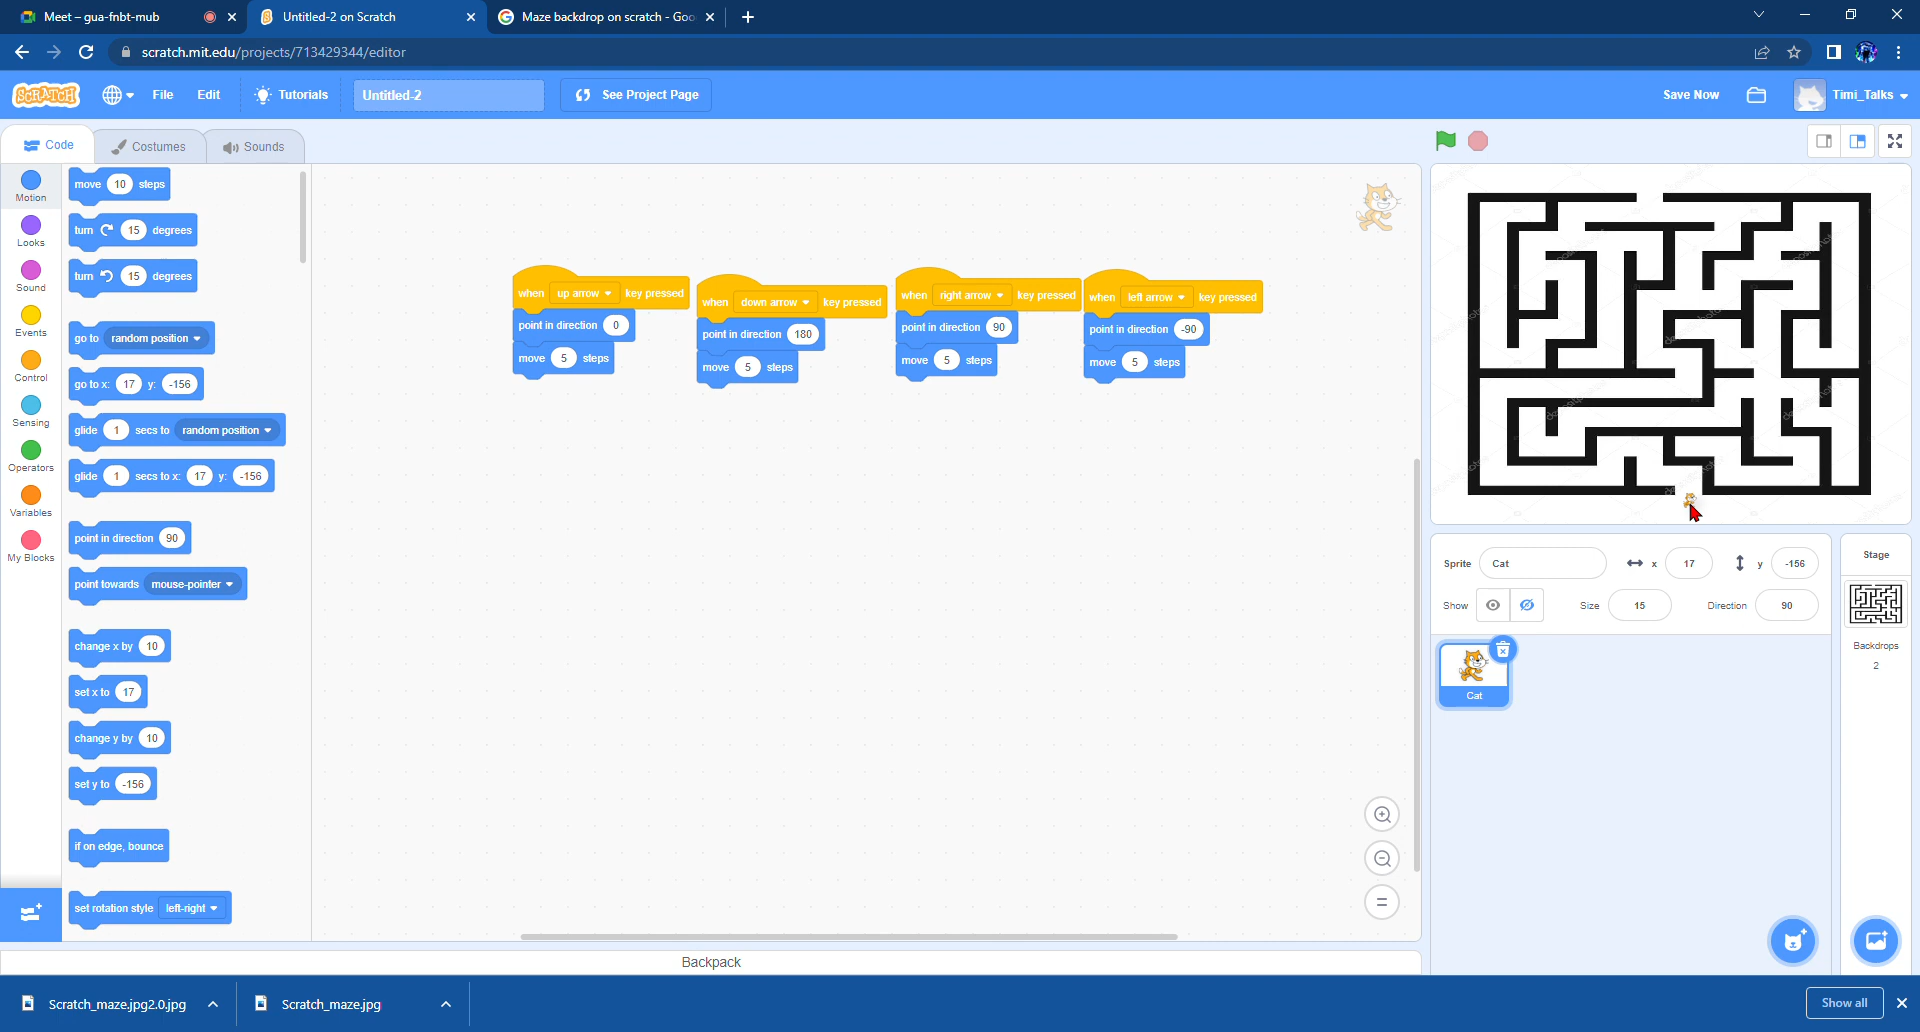 Meet – gua-fnbt-mub
Untitled-2 on Scratch
Maze backdrop on scratch - Goo
scratch.mit.edu/projects/713429344/editor
SCRATCH
File
Edit
Tutorials
Untitled-2
See Project Page
Save Now
Timi_Talks
Code
Costumes
Sounds
Motion
Looks
Sound
Events
Control
Sensing
Operators
Variables
My Blocks
move 10 steps
turn 15 degrees
turn 15 degrees
go to random position
go to x: 17 y: -156
glide 1 secs to random position
glide 1 secs to x: 17 y: -156
point in direction 90
point towards mouse-pointer
change x by 10
set x to 17
change y by 10
set y to -156
if on edge, bounce
set rotation style left-right
when up arrow key pressed
point in direction 0
move 5 steps
when down arrow key pressed
point in direction 180
move 5 steps
when right arrow key pressed
point in direction 90
move 5 steps
when left arrow key pressed
point in direction -90
move 5 steps
Sprite Cat x 17 y -156
Show Size 15 Direction 90
Cat
Stage
Backdrops
2
Backpack
Scratch_maze.jpg2.0.jpg
Scratch_maze.jpg
Show all